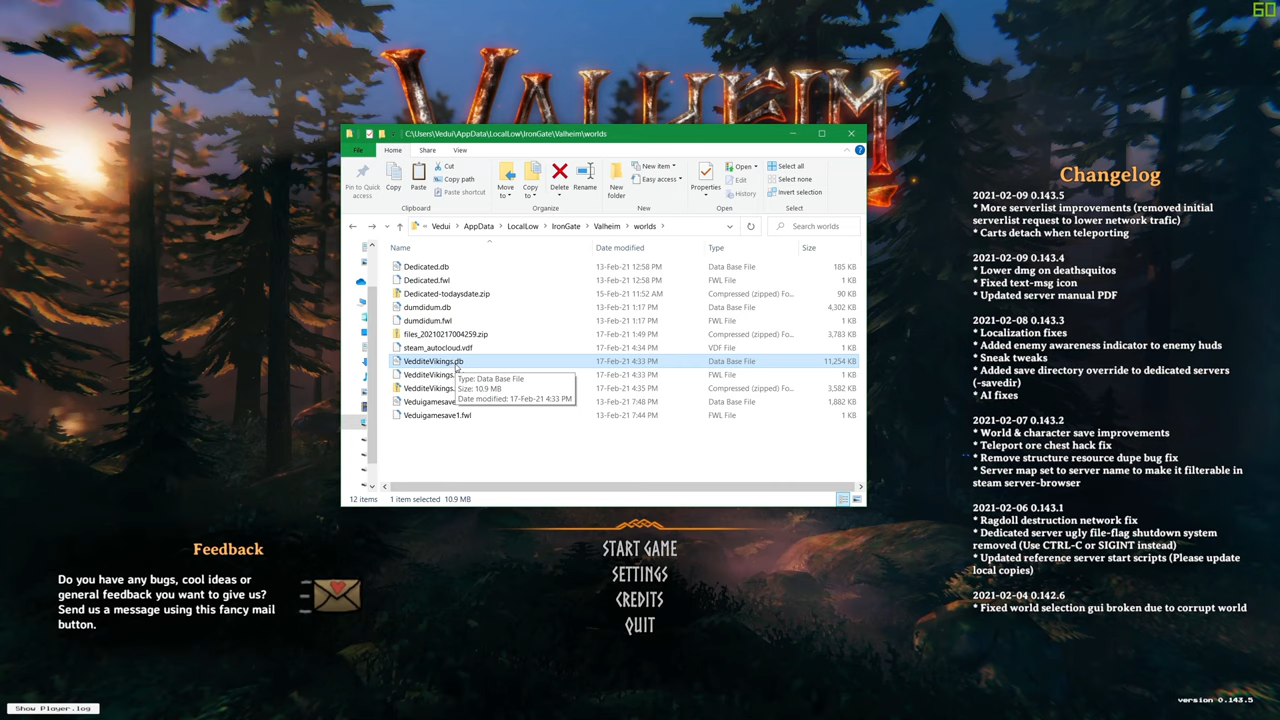 60
VALHEIM
C:\Users\Vedui\AppData\LocalLow\IronGate\Valheim\worlds
File
Home
Share
View
Pin to Quick access
Copy
Paste
Cut
Copy path
Paste shortcut
Clipboard
Move to
Copy to
Delete
Rename
Organize
New folder
New item
Easy access
New
Properties
Open
Edit
History
Open
Select all
Select none
Invert selection
Select
Vedui > AppData > LocalLow > IronGate > Valheim > worlds >
Search worlds
Name Date modified Type Size
Dedicated.db 13-Feb-21 12:58 PM Data Base File 185 KB
Dedicated.fwl 13-Feb-21 12:58 PM FWL File 1 KB
Dedicated-todaysdate.zip 15-Feb-21 11:52 AM Compressed (zipped) Fo... 90 KB
dumdidum.db 13-Feb-21 1:17 PM Data Base File 4,302 KB
dumdidum.fwl 13-Feb-21 1:17 PM FWL File 1 KB
files_20210217004259.zip 17-Feb-21 1:49 PM Compressed (zipped) Fo... 3,783 KB
steam_autocloud.vdf 17-Feb-21 4:34 PM VDF File 1 KB
VedditeVikings.db 17-Feb-21 4:33 PM Data Base File 11,254 KB
VedditeVikings. 17-Feb-21 4:33 PM FWL File 1 KB
VedditeVikings. 17-Feb-21 4:35 PM Compressed (zipped) Fo... 3,582 KB
Veduigamesave 13-Feb-21 7:48 PM Data Base File 1,882 KB
Veduigamesave1.fwl 13-Feb-21 7:44 PM FWL File 1 KB
Type: Data Base File
Size: 10.9 MB
Date modified: 17-Feb-21 4:33 PM
12 items 1 item selected 10.9 MB
Changelog
2021-02-09 0.143.5
* More serverlist improvements (removed initial
serverlist request to lower network trafic)
* Carts detach when teleporting
2021-02-09 0.143.4
* Lower dmg on deathsquitos
* Fixed text-msg icon
* Updated server manual PDF
2021-02-08 0.143.3
* Localization fixes
* Added enemy awareness indicator to enemy huds
* Sneak tweaks
* Added save directory override to dedicated servers
(-savedir)
* AI fixes
2021-02-07 0.143.2
* World & character save improvements
* Teleport ore chest hack fix
* Remove structure resource dupe bug fix
* Server map set to server name to make it filterable in
steam server-browser
2021-02-06 0.143.1
* Ragdoll destruction network fix
* Dedicated server ugly file-flag shutdown system
removed (Use CTRL-C or SIGINT instead)
* Updated reference server start scripts (Please update
local copies)
2021-02-04 0.142.6
* Fixed world selection gui broken due to corrupt world
Feedback
Do you have any bugs, cool ideas or
general feedback you want to give us?
Send us a message using this fancy mail
button.
START GAME
SETTINGS
CREDITS
QUIT
Show Player.log
version 0.143.5